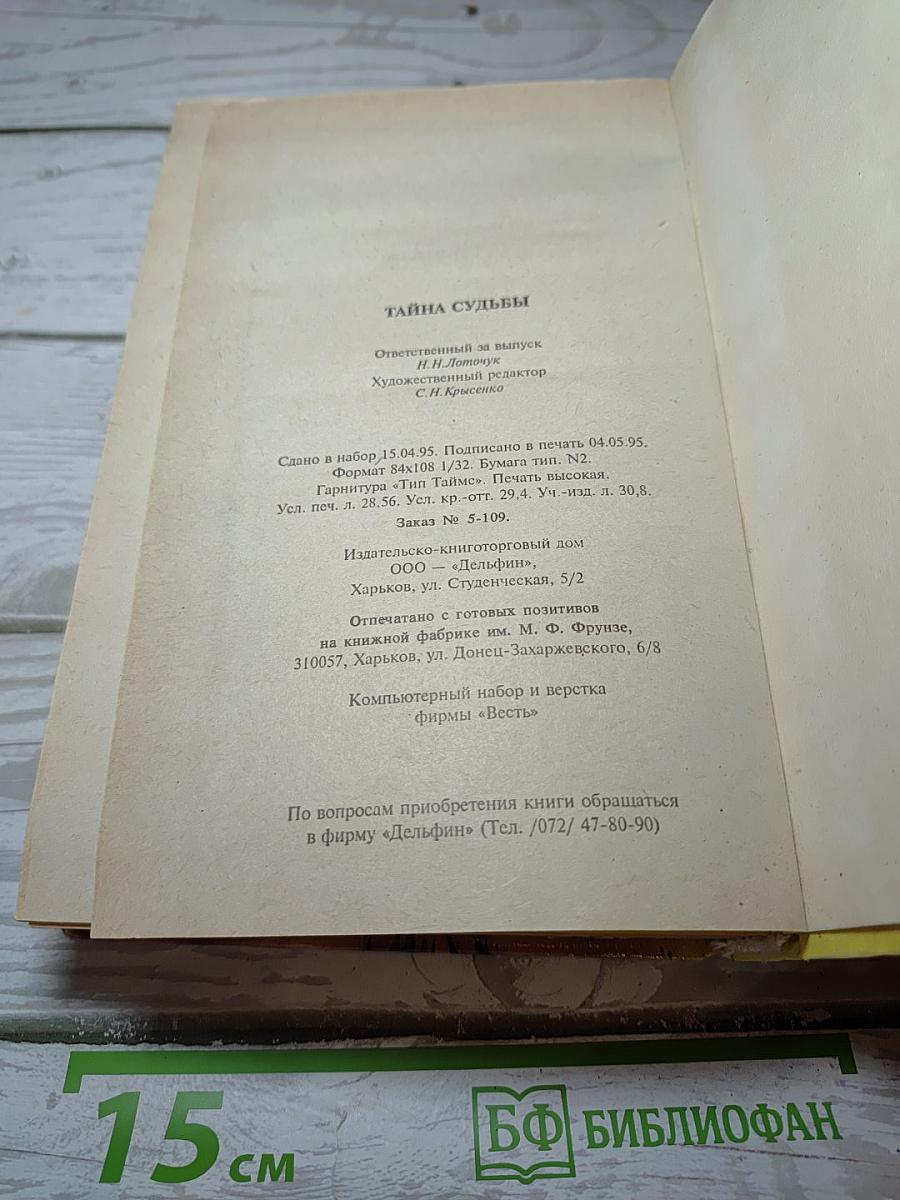 ТАЙНА СУДЬБЫ
Ответственный за выпуск
Н.Н.Лоточук
Художественный редактор
С.Н.Крысенко
Сдано в набор 15.04.95. Подписано в печать 04.05.95.
Формат 84х108 1/32. Бумага тип. N2.
Гарнитура «Тип Таймс». Печать высокая.
Усл. печ. л. 28.56. Усл. кр.-отт. 29,4. Уч.-изд. л. 30,8.
Заказ № 5-109.
Издательско-книготорговый дом
ООО — «Дельфин»,
Харьков, ул. Студенческая, 5/2
Отпечатано с готовых позитивов
на книжной фабрике им. М. Ф. Фрунзе,
310057, Харьков, ул. Донец-Захаржевского, 6/8
Компьютерный набор и верстка
фирмы «Весть»
По вопросам приобретения книги обращаться
в фирму «Дельфин» (Тел. /072/ 47-80-90)
15 см
БФ БИБЛИОФАН